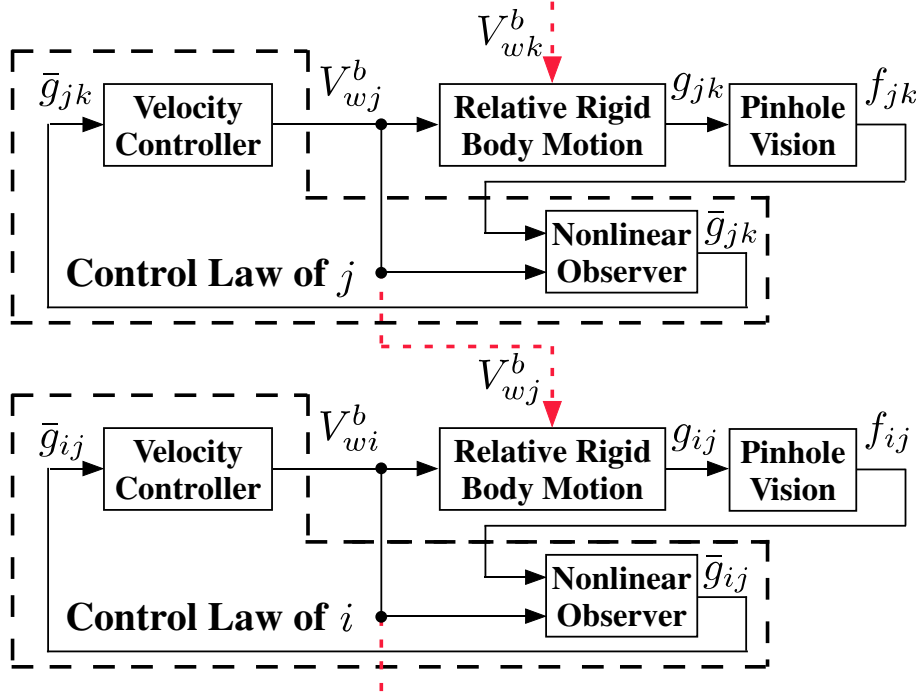 V^b_{wk}
\bar{g}_{jk}
Velocity
Controller
V^b_{wj}
Relative Rigid
Body Motion
g_{jk}
Pinhole
Vision
f_{jk}
Nonlinear
Observer
\bar{g}_{jk}
Control Law of j
V^b_{wj}
\bar{g}_{ij}
Velocity
Controller
V^b_{wi}
Relative Rigid
Body Motion
g_{ij}
Pinhole
Vision
f_{ij}
Nonlinear
Observer
\bar{g}_{ij}
Control Law of i